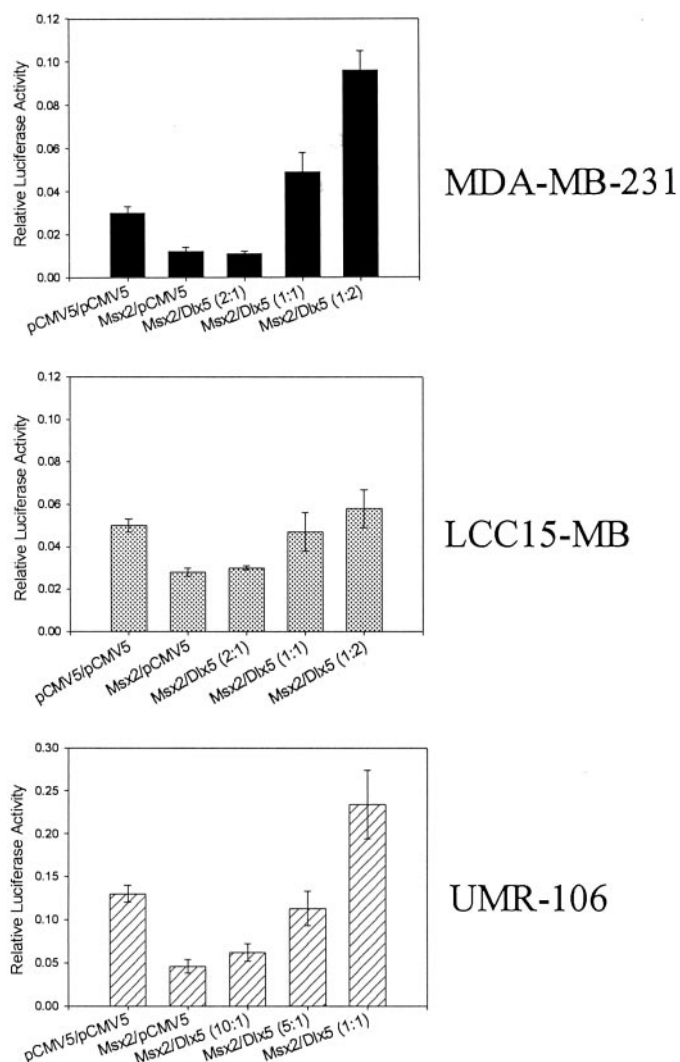 Relative Luciferase Activity
0.12
0.10
0.08
0.06
0.04
0.02
0.00
pCMV5/pCMV5
Msx2/pCMV5
Msx2/Dlx5 (2:1)
Msx2/Dlx5 (1:1)
Msx2/Dlx5 (1:2)
MDA-MB-231
Relative Luciferase Activity
0.12
0.10
0.08
0.06
0.04
0.02
0.00
pCMV5/pCMV5
Msx2/pCMV5
Msx2/Dlx5 (2:1)
Msx2/Dlx5 (1:1)
Msx2/Dlx5 (1:2)
LCC15-MB
Relative Luciferase Activity
0.30
0.25
0.20
0.15
0.10
0.05
0.00
pCMV5/pCMV5
Msx2/pCMV5
Msx2/Dlx5 (10:1)
Msx2/Dlx5 (5:1)
Msx2/Dlx5 (1:1)
UMR-106